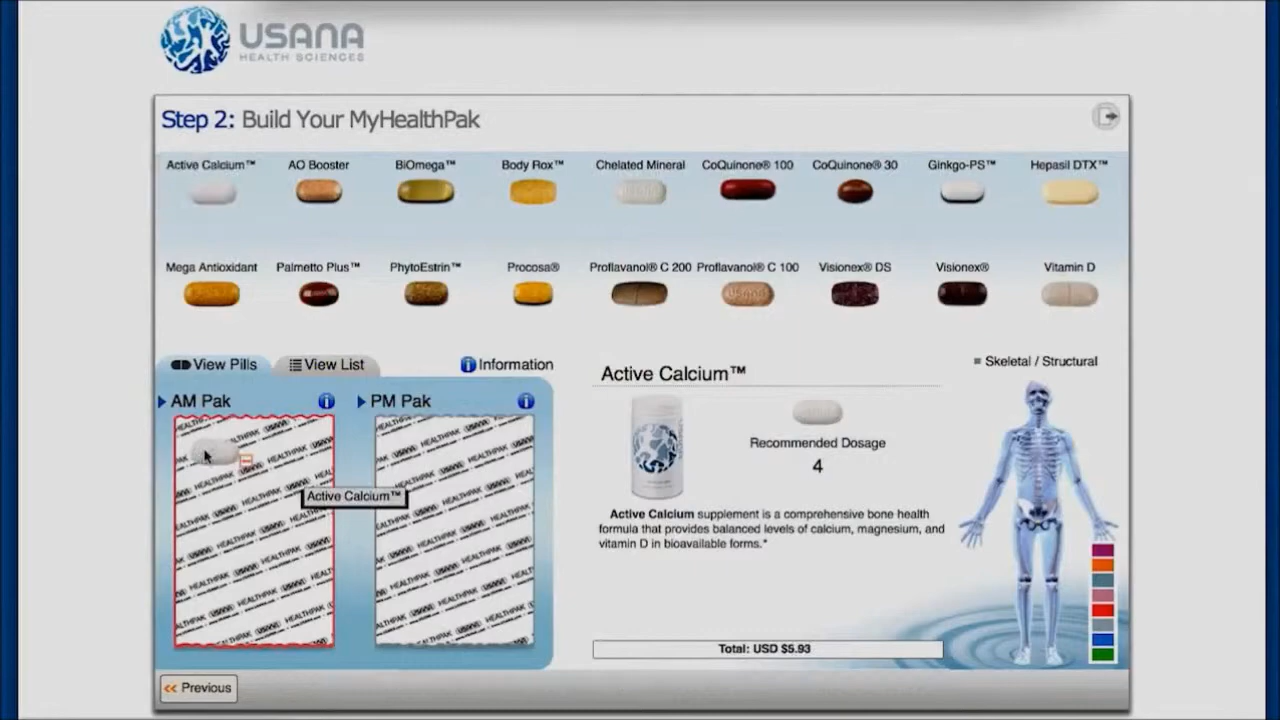 USANA
HEALTH SCIENCES
Step 2: Build Your MyHealthPak
Active Calcium™ AO Booster BiOmega™ Body Rox™ Chelated Mineral CoQuinone® 100 CoQuinone® 30 Ginkgo-PS™ Hepasil DTX™
Mega Antioxidant Palmetto Plus™ PhytoEstrin™ Procosa® Proflavanol® C 200 Proflavanol® C 100 Visionex® DS Visionex® Vitamin D
USANA
View Pills View List Information
AM Pak PM Pak
HEALTHPAK USANA
Active Calcium™
Active Calcium™
Recommended Dosage
4
Active Calcium supplement is a comprehensive bone health
formula that provides balanced levels of calcium, magnesium, and
vitamin D in bioavailable forms.*
Total: USD $5.93
Skeletal / Structural
Previous